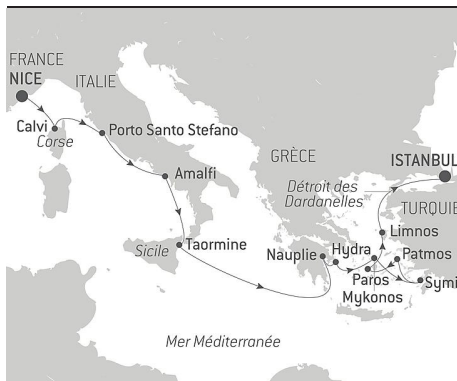 FRANCE
NICE
ITALIE
Calvi
Corse
Porto Santo Stefano
Amalfi
GRÈCE
ISTANBUL
Détroit des
Dardanelles
TURQUIE
Limnos
Sicile
Taormine
Nauplie
Hydra
Patmos
Paros
Symi
Mykonos
Mer Méditerranée